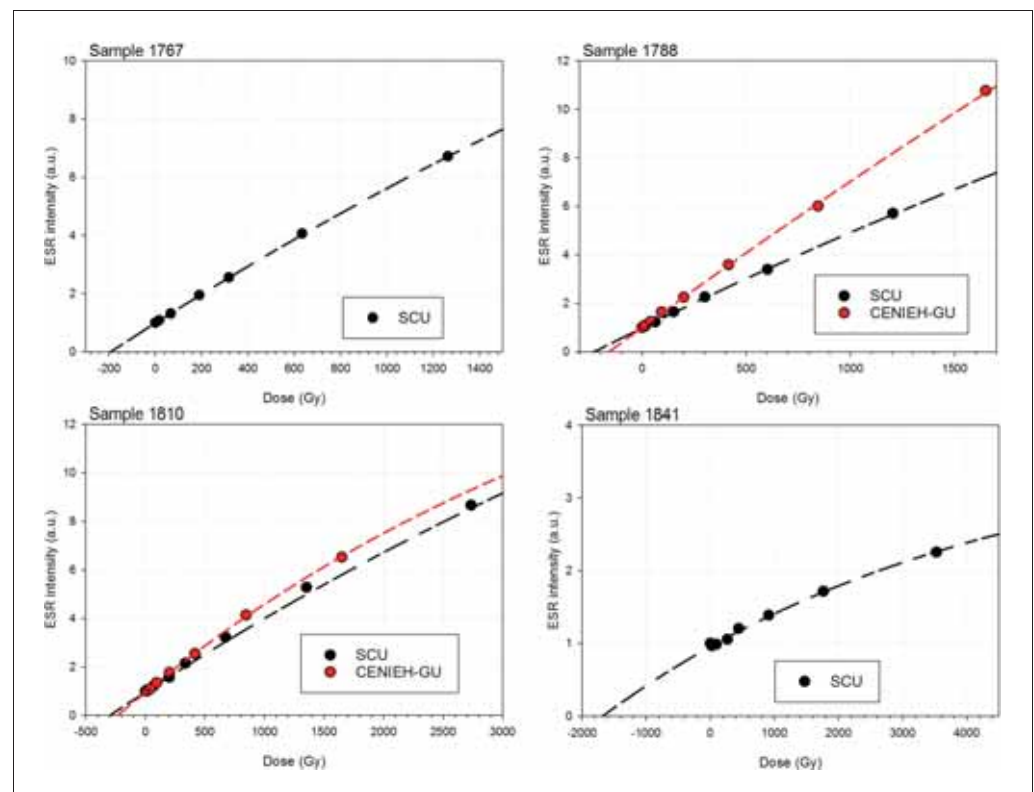 Sample 1767
10
8
6
4
2
0
ESR intensity (a.u.)
-200 0 200 400 600 800 1000 1200 1400
Dose (Gy)
SCU
Sample 1788
12
10
8
6
4
2
0
ESR intensity (a.u.)
0 500 1000 1500
Dose (Gy)
SCU
CENIEH-GU
Sample 1810
12
10
8
6
4
2
0
ESR intensity (a.u.)
-500 0 500 1000 1500 2000 2500 3000
Dose (Gy)
SCU
CENIEH-GU
Sample 1841
4
3
2
1
0
ESR intensity (a.u.)
-2000 -1000 0 1000 2000 3000 4000
Dose (Gy)
SCU